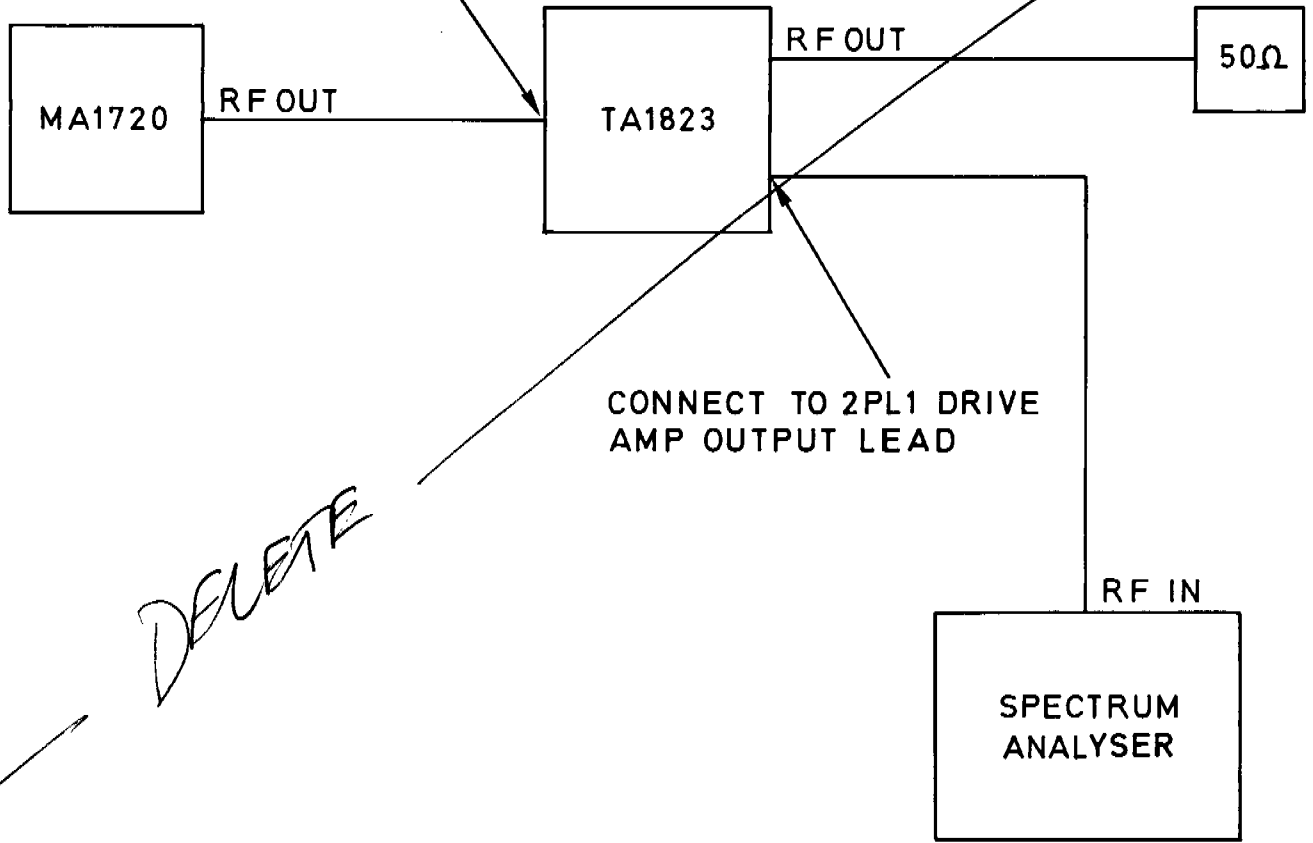 RF OUT
50Ω
MA1720
RF OUT
TA1823
CONNECT TO 2PL1 DRIVE
AMP OUTPUT LEAD
DELETE
RF IN
SPECTRUM
ANALYSER